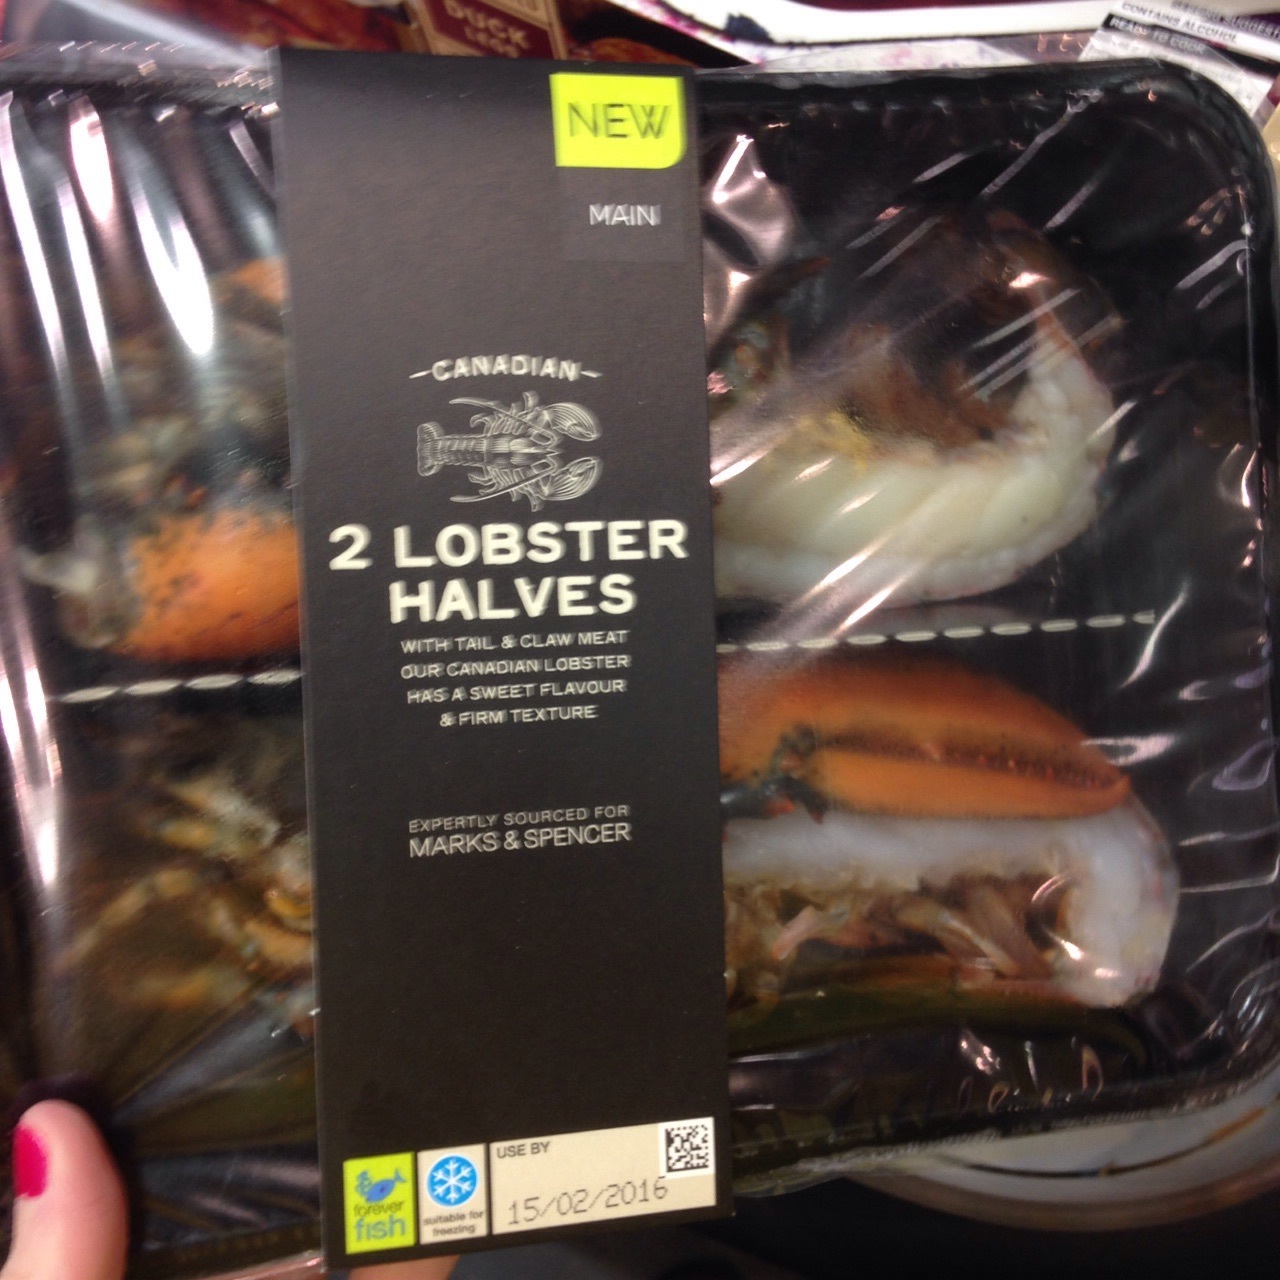 DUCK
LEGS
CONTAINS ALCOHOL
READY TO COOK
NEW
MAIN
CANADIAN
2 LOBSTER
HALVES
WITH TAIL & CLAW MEAT
OUR CANADIAN LOBSTER
HAS A SWEET FLAVOUR
& FIRM TEXTURE
EXPERTLY SOURCED FOR
MARKS & SPENCER
forever
fish
suitable for
freezing
USE BY
15/02/2016